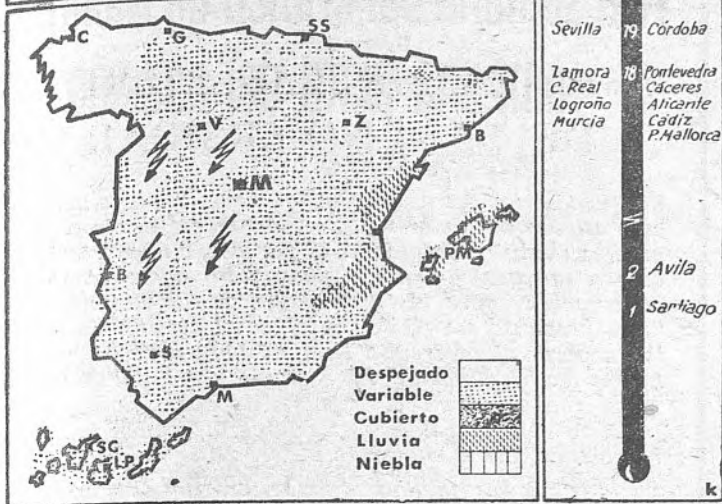 C
G
SS
V
Z
B
M
B
PM
S
M
SC
LP
Despejado
Variable
Cubierto
Lluvia
Niebla
Sevilla 19 Córdoba
Zamora 18 Pontevedra
C. Real Cáceres
Logroño Alicante
Murcia Cádiz
P. Mallorca
2 Avila
1 Santiago
k